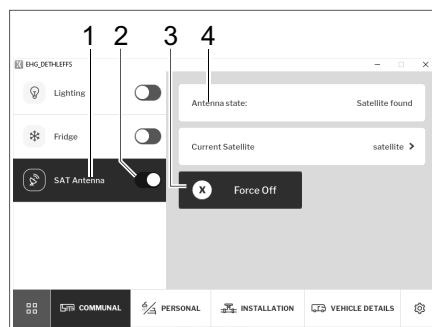 1 2 3 4
EHG_DETHLEFFS
Lighting
Antenna state: Satellite found
Fridge
Current Satellite satellite
SAT Antenna
X Force Off
COMMUNAL PERSONAL INSTALLATION VEHICLE DETAILS